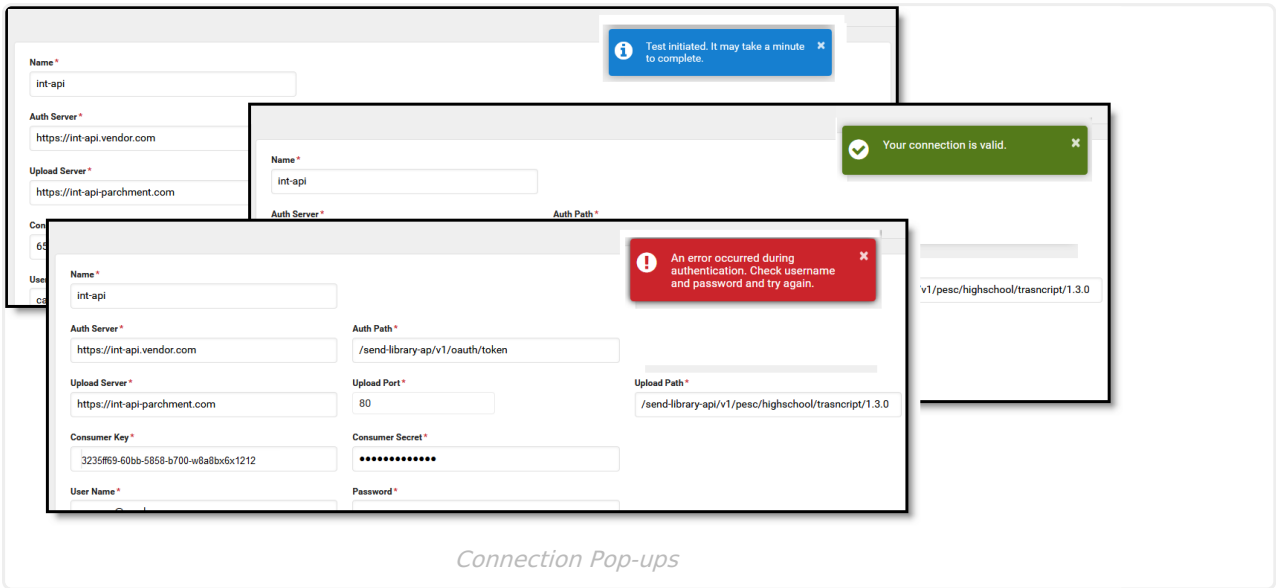 Test initiated. It may take a minute
to complete.
Name*
int-api
Auth Server*
https://int-api.vendor.com
Upload Server*
https://int-api-parchment.com
Con
65
User
ca
Your connection is valid.
Name*
int-api
Auth Server*
Auth Path*
/v1/pesc/highschool/trasncript/1.3.0
An error occurred during
authentication. Check username
and password and try again.
Name*
int-api
Auth Server*
Auth Path*
https://int-api.vendor.com
/send-library-ap/v1/oauth/token
Upload Server*
Upload Port*
Upload Path*
https://int-api-parchment.com
80
/send-library-api/v1/pesc/highschool/trasncript/1.3.0
Consumer Key*
Consumer Secret*
3235ff69-60bb-5858-b700-w8a8bx6x1212
User Name*
Password*
Connection Pop-ups